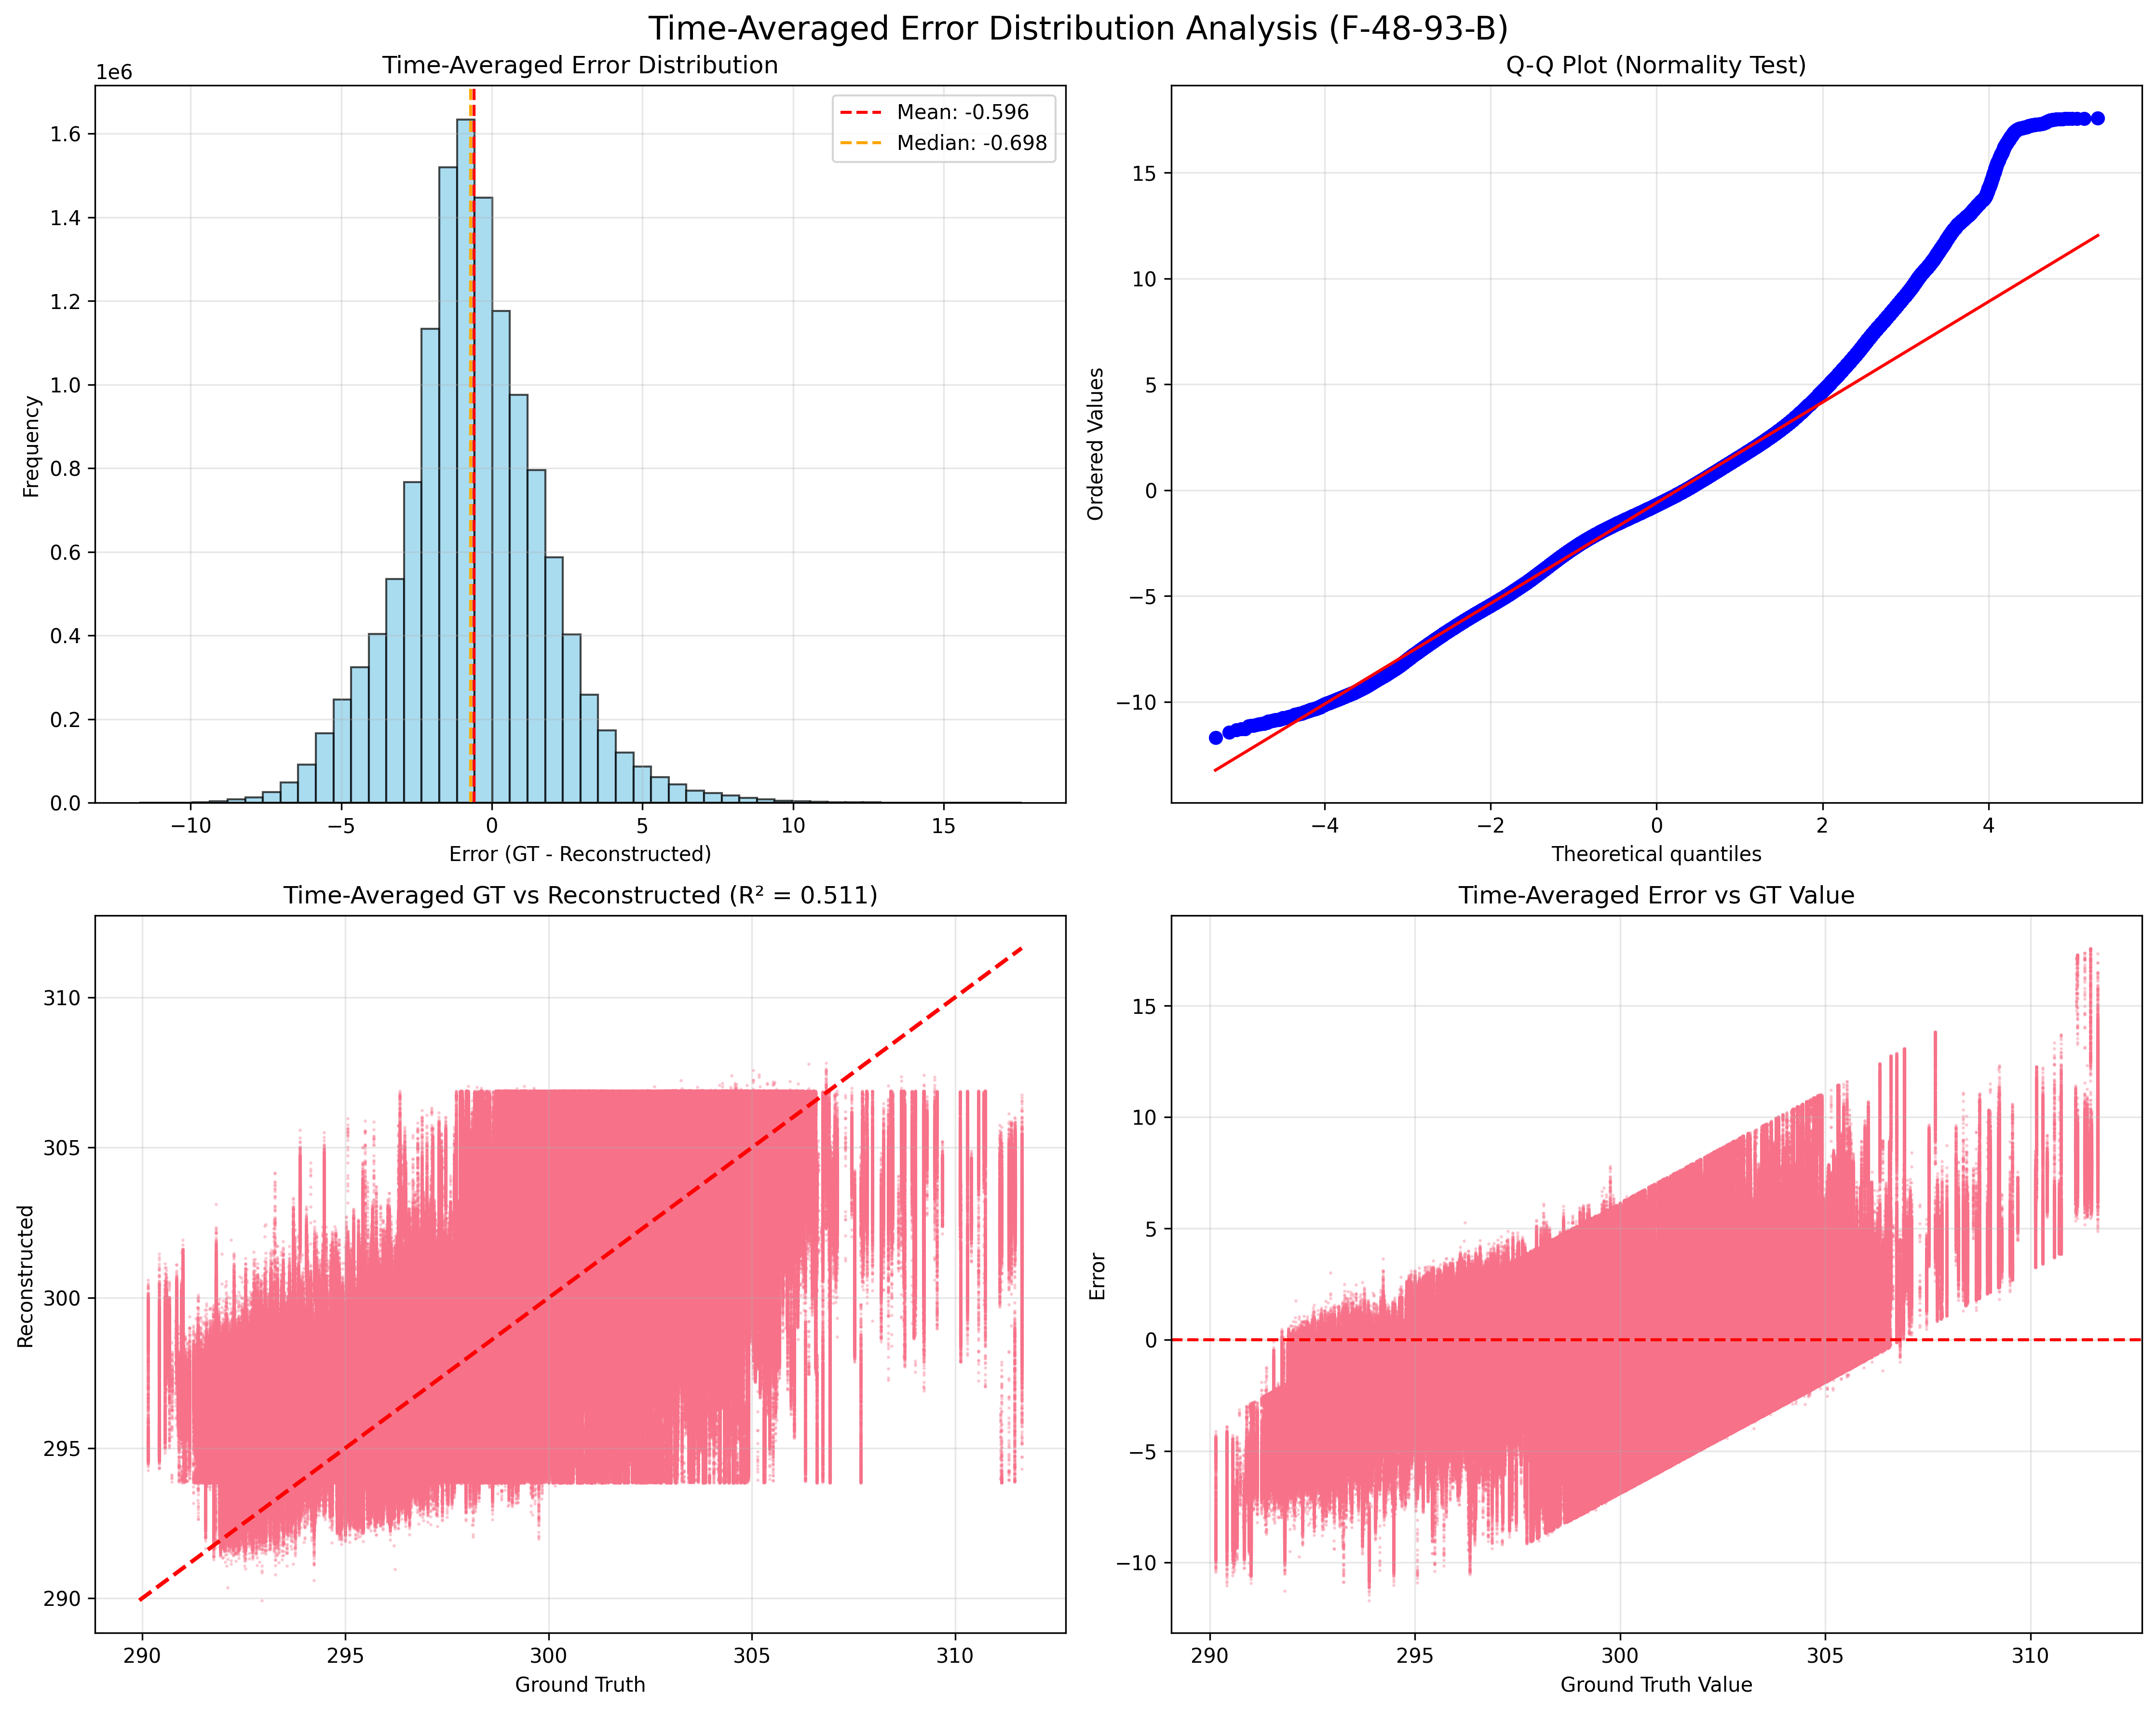 Time-Averaged Error Distribution Analysis (F-48-93-B)
Time-Averaged Error Distribution
1e6
Mean: -0.596
Median: -0.698
1.6
1.4
1.2
1.0
0.8
0.6
0.4
0.2
0.0
Frequency
−10 −5 0 5 10 15
Error (GT - Reconstructed)
Q-Q Plot (Normality Test)
15
10
5
0
−5
−10
Ordered Values
−4 −2 0 2 4
Theoretical quantiles
Time-Averaged GT vs Reconstructed (R² = 0.511)
310
305
300
295
290
Reconstructed
290 295 300 305 310
Ground Truth
Time-Averaged Error vs GT Value
15
10
5
0
−5
−10
Error
290 295 300 305 310
Ground Truth Value